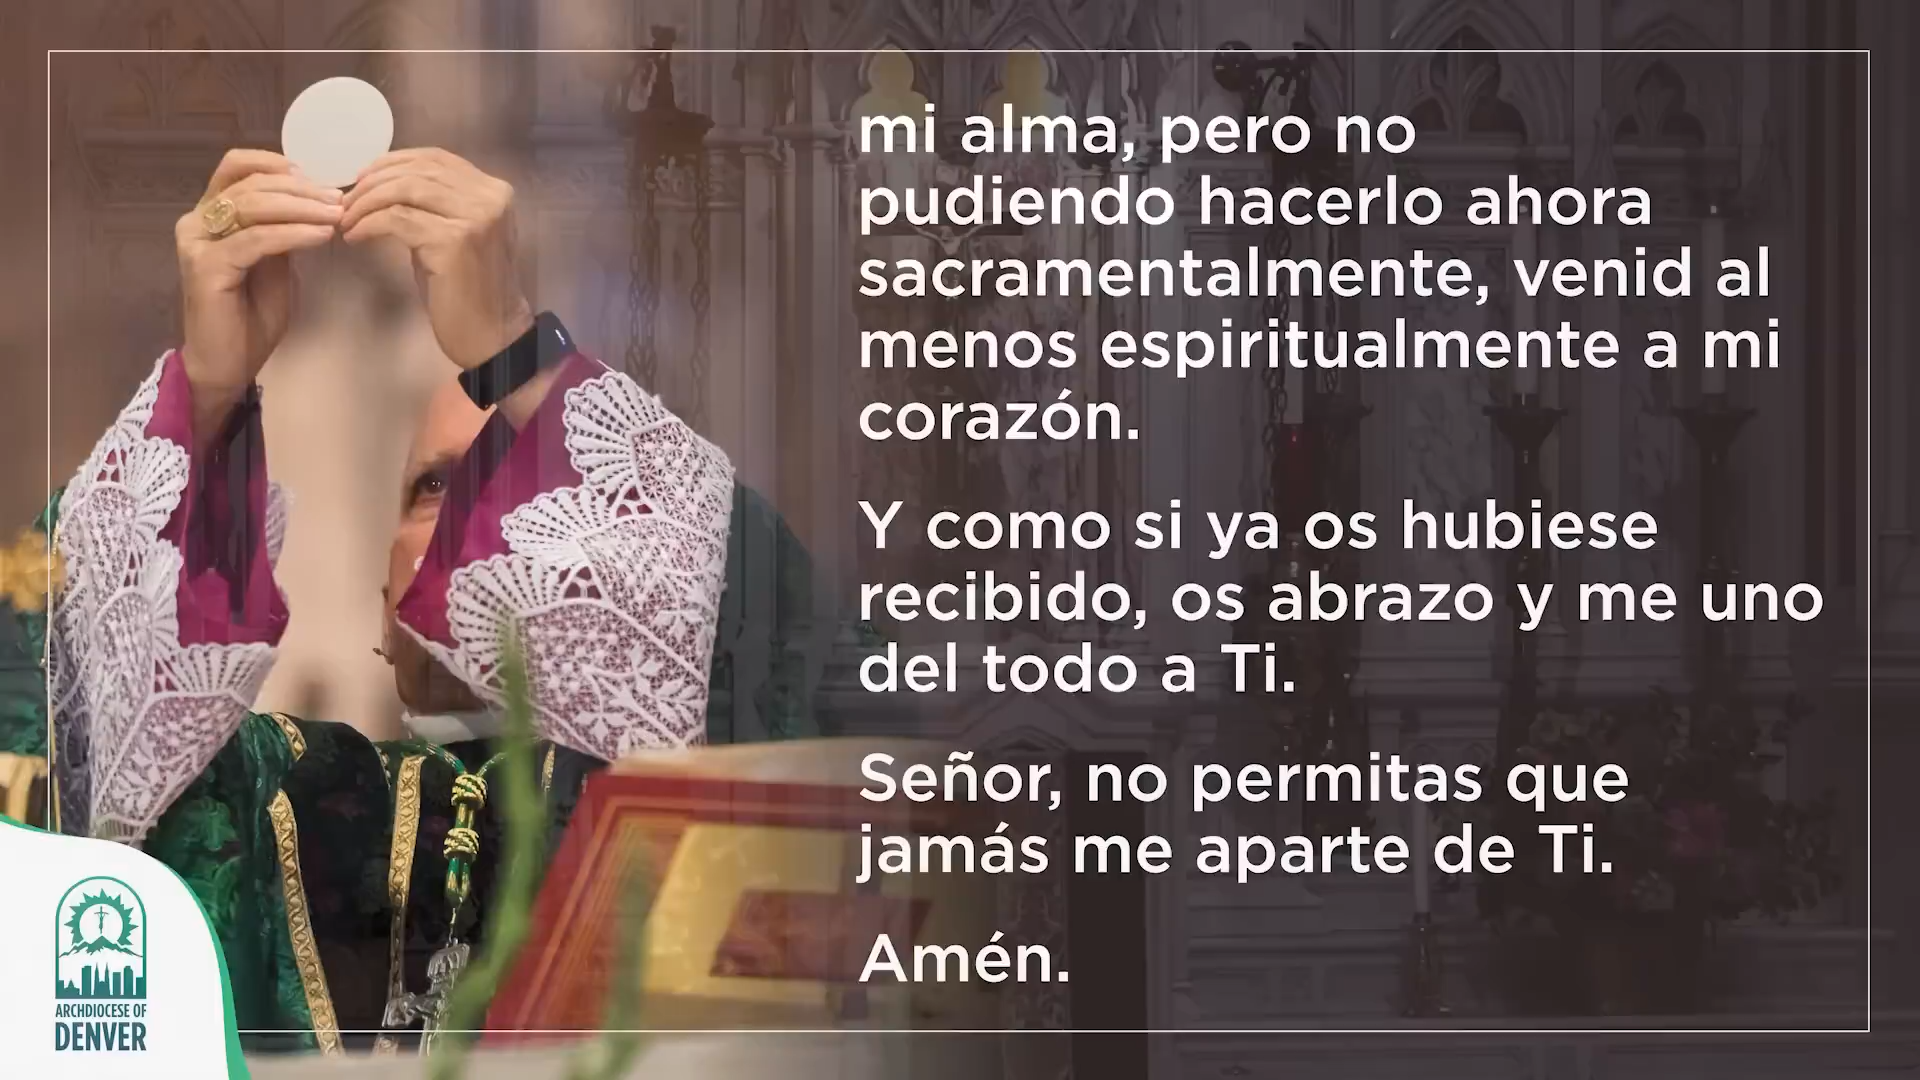 mi alma, pero no
pudiendo hacerlo ahora
sacramentalmente, venid al
menos espiritualmente a mi
corazón.
Y como si ya os hubiese
recibido, os abrazo y me uno
del todo a Ti.
Señor, no permitas que
jamás me aparte de Ti.
Amén.
ARCHDIOCESE OF
DENVER